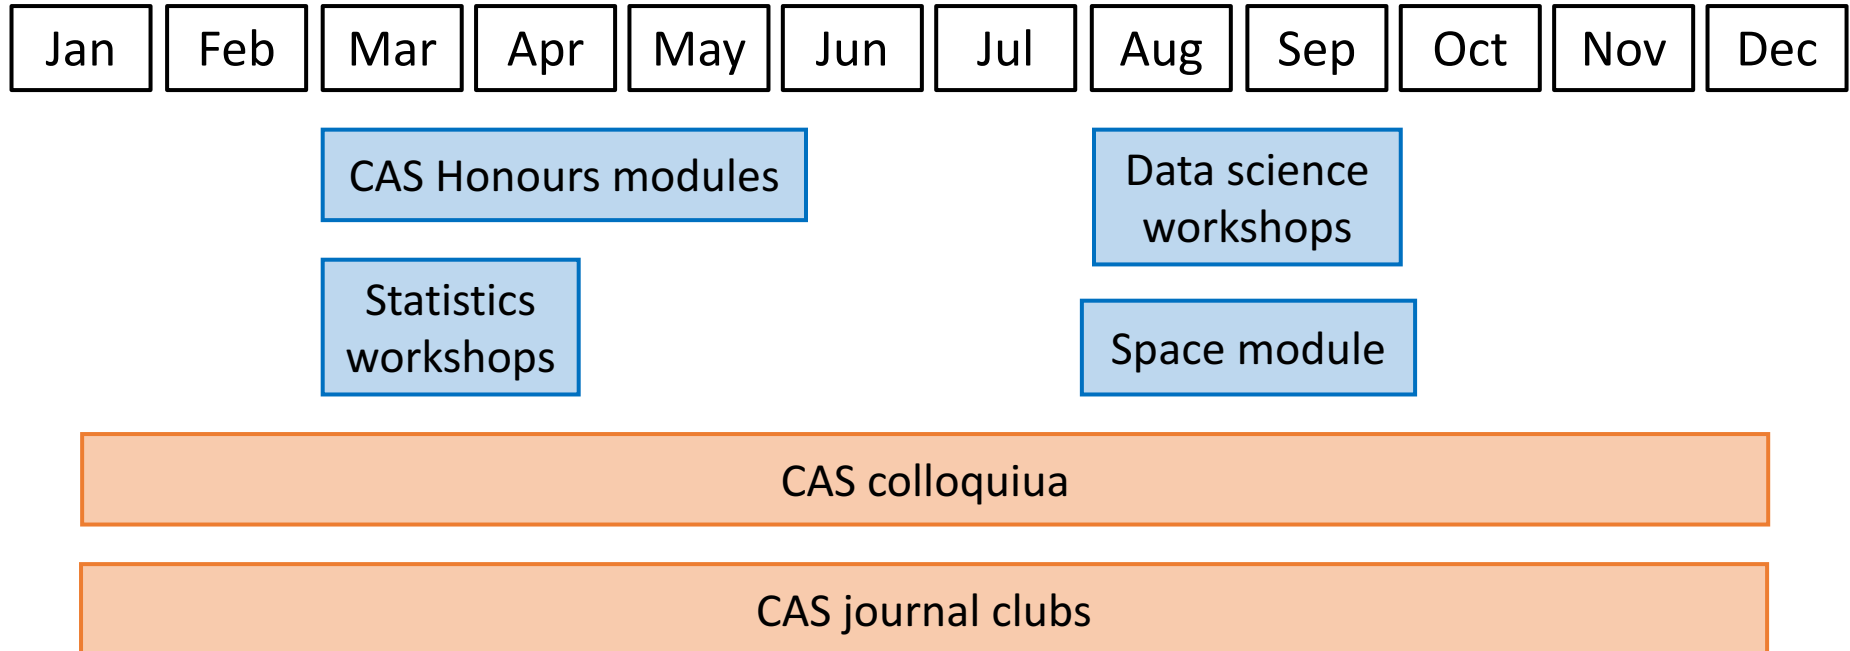 Jan Feb Mar Apr May Jun Jul Aug Sep Oct Nov Dec
CAS Honours modules
Data science
workshops
Statistics
workshops
Space module
CAS colloquiua
CAS journal clubs